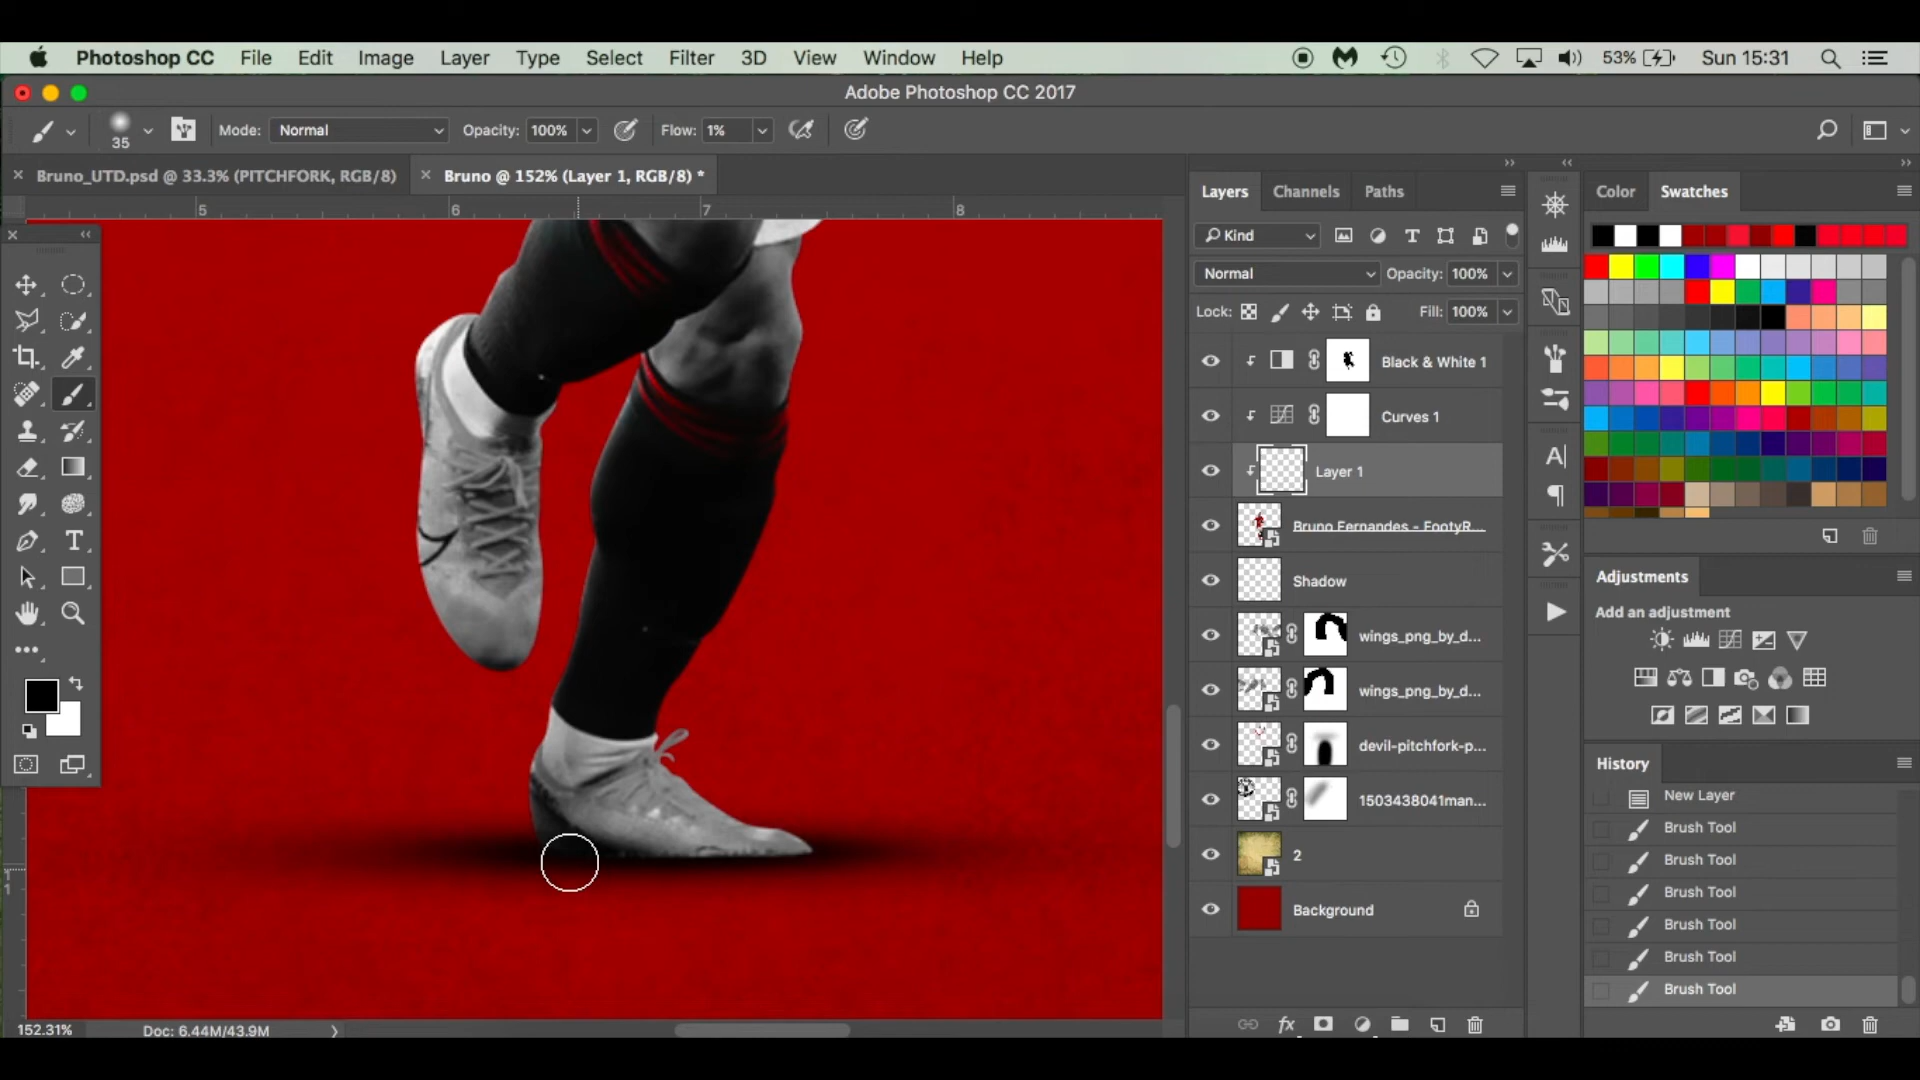 Photoshop CC File Edit Image Layer Type Select Filter 3D View Window Help 53% Sun 15:31
Adobe Photoshop CC 2017
35 Mode: Normal Opacity: 100% Flow: 1%
Bruno_UTD.psd @ 33.3% (PITCHFORK, RGB/8) Bruno @ 152% (Layer 1, RGB/8) *
5 6 7 8
Layers Channels Paths
Kind
Normal Opacity: 100%
Lock: Fill: 100%
Black & White 1
Curves 1
Layer 1
Bruno Fernandes - FootyR...
Shadow
wings_png_by_d...
wings_png_by_d...
devil-pitchfork-p...
1503438041man...
2
Background
Color Swatches
Adjustments
Add an adjustment
History
New Layer
Brush Tool
Brush Tool
Brush Tool
Brush Tool
Brush Tool
Brush Tool
1
1
152.31% Doc: 6.44M/43.9M